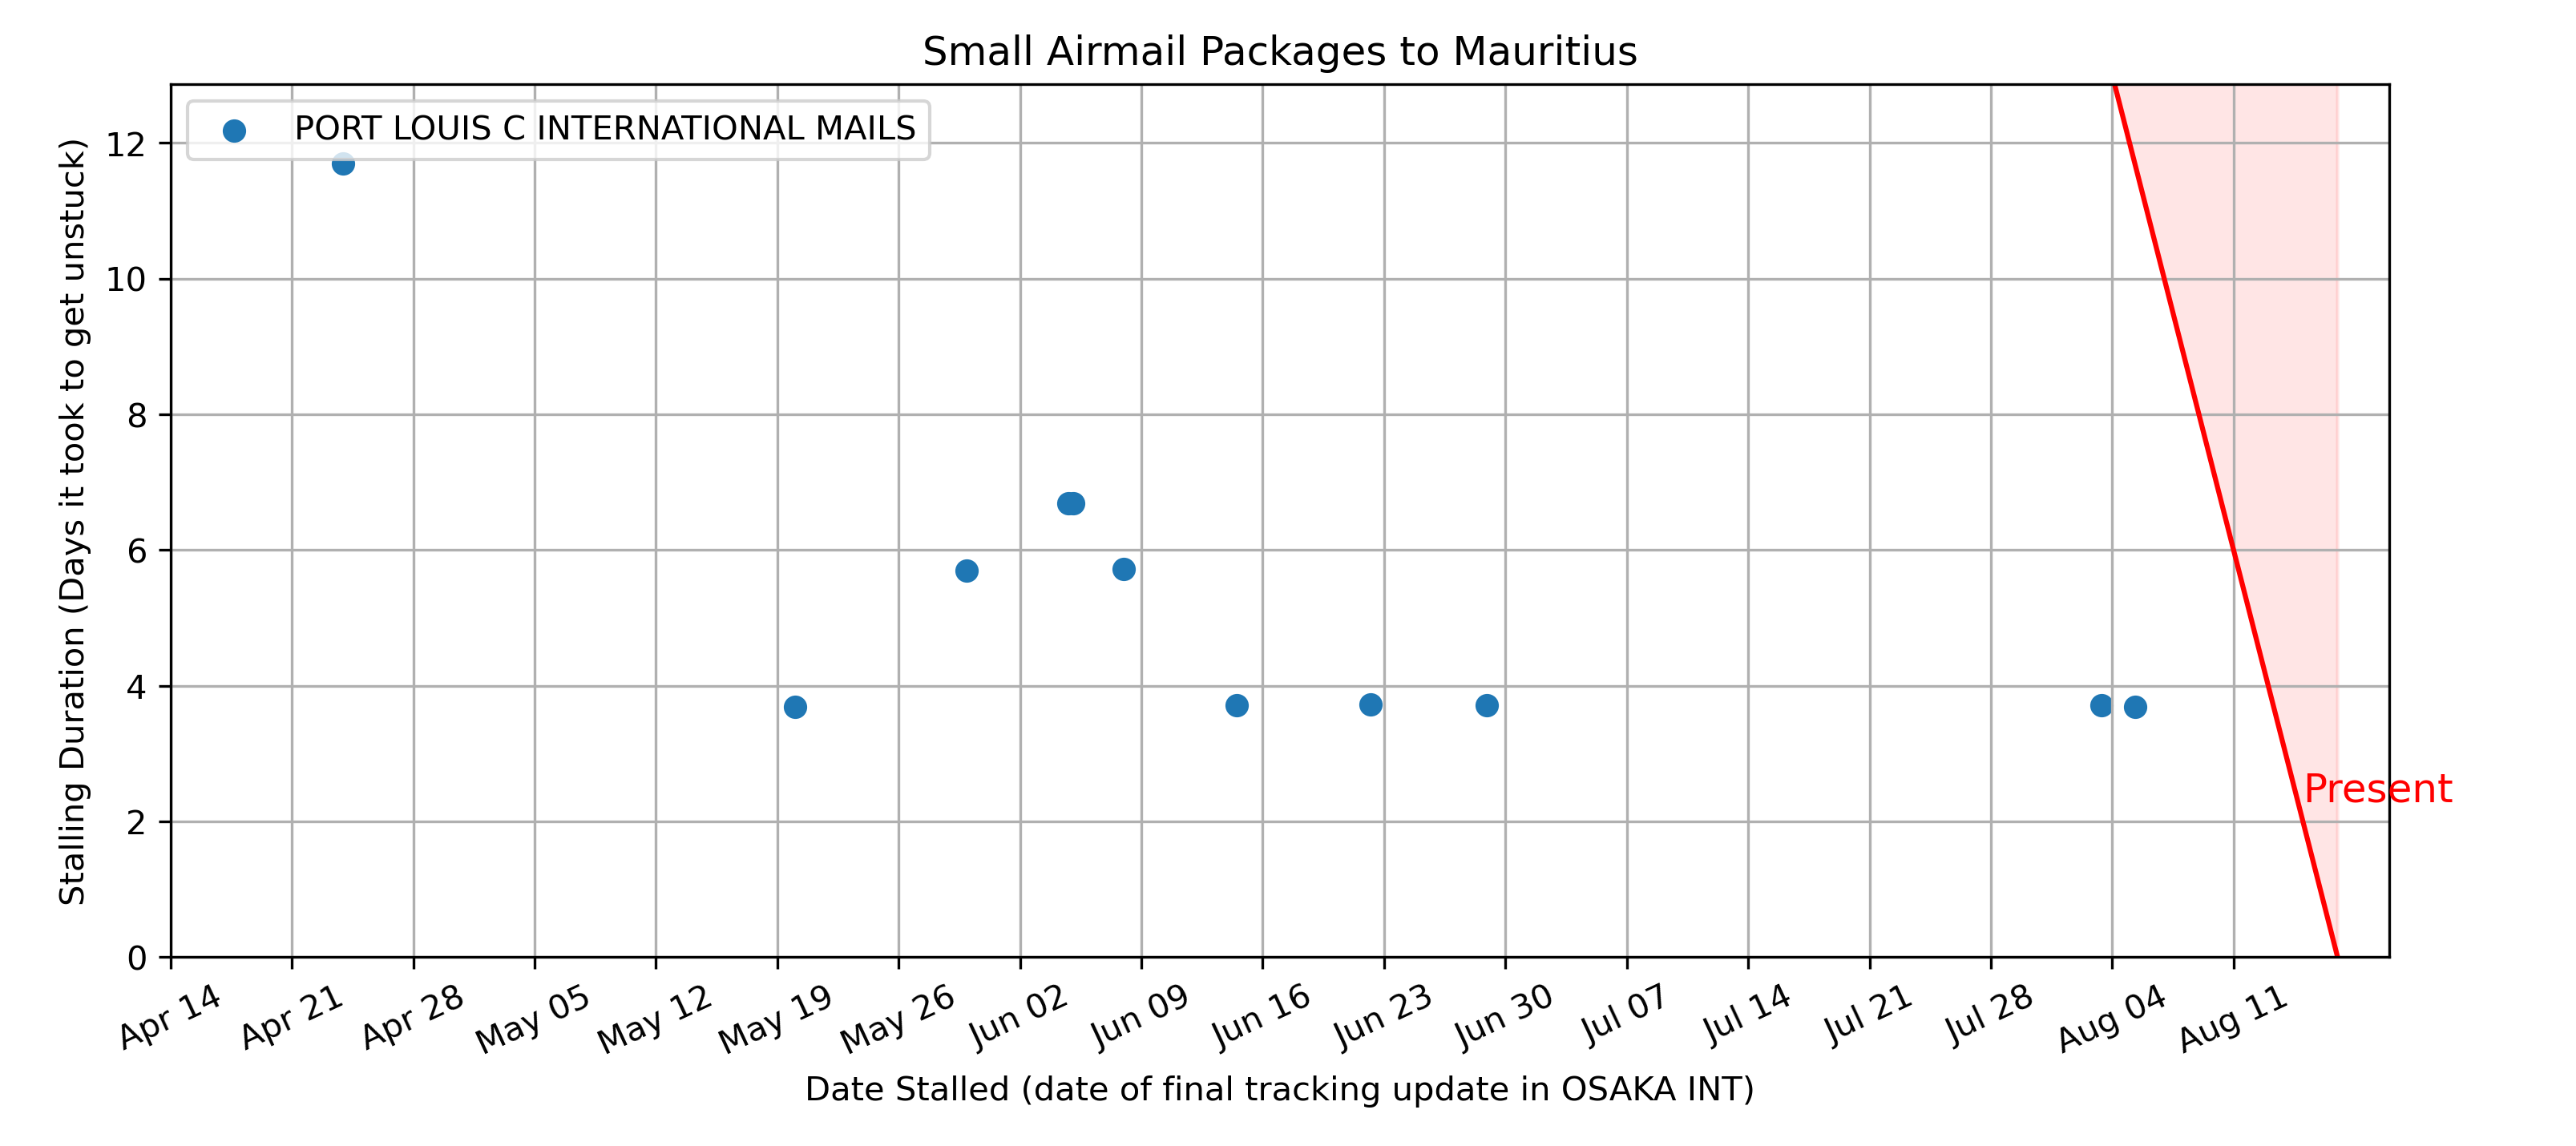 Small Airmail Packages to Mauritius
PORT LOUIS C INTERNATIONAL MAILS
Stalling Duration (Days it took to get unstuck)
12
10
8
6
4
2
0
Present
Apr 14
Apr 21
Apr 28
May 05
May 12
May 19
May 26
Jun 02
Jun 09
Jun 16
Jun 23
Jun 30
Jul 07
Jul 14
Jul 21
Jul 28
Aug 04
Aug 11
Date Stalled (date of final tracking update in OSAKA INT)